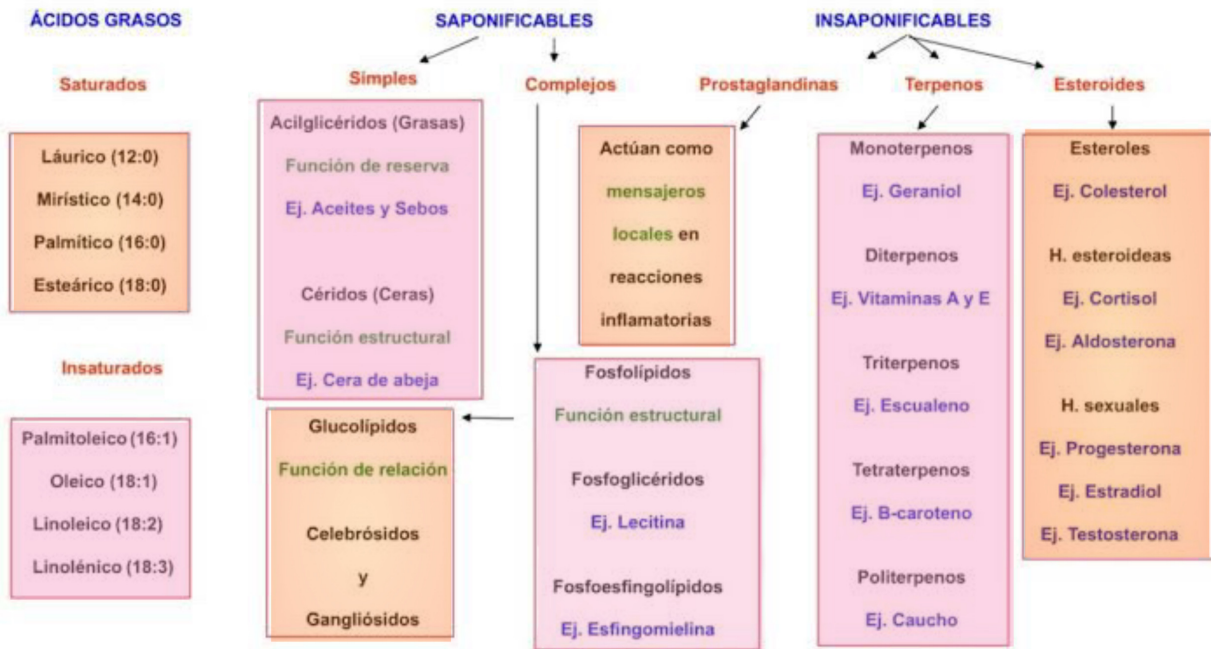 ÁCIDOS GRASOS
Saturados
Láurico (12:0)
Mirístico (14:0)
Palmítico (16:0)
Esteárico (18:0)
Insaturados
Palmitoleico (16:1)
Oleico (18:1)
Linoleico (18:2)
Linolénico (18:3)
SAPONIFICABLES
Simples
Acilglicéridos (Grasas)
Función de reserva
Ej. Aceites y Sebos
Céridos (Ceras)
Función estructural
Ej. Cera de abeja
Complejos
Fosfolípidos
Función estructural
Fosfoglicéridos
Ej. Lecitina
Fosfoesfingolípidos
Ej. Esfingomielina
Glucolípidos
Función de relación
Celebrósidos
y
Gangliósidos
INSAPONIFICABLES
Prostaglandinas
Actúan como
mensajeros
locales en
reacciones
inflamatorias
Terpenos
Monoterpenos
Ej. Geraniol
Diterpenos
Ej. Vitaminas A y E
Triterpenos
Ej. Escualeno
Tetraterpenos
Ej. B-caroteno
Politerpenos
Ej. Caucho
Esteroides
Esteroles
Ej. Colesterol
H. esteroideas
Ej. Cortisol
Ej. Aldosterona
H. sexuales
Ej. Progesterona
Ej. Estradiol
Ej. Testosterona